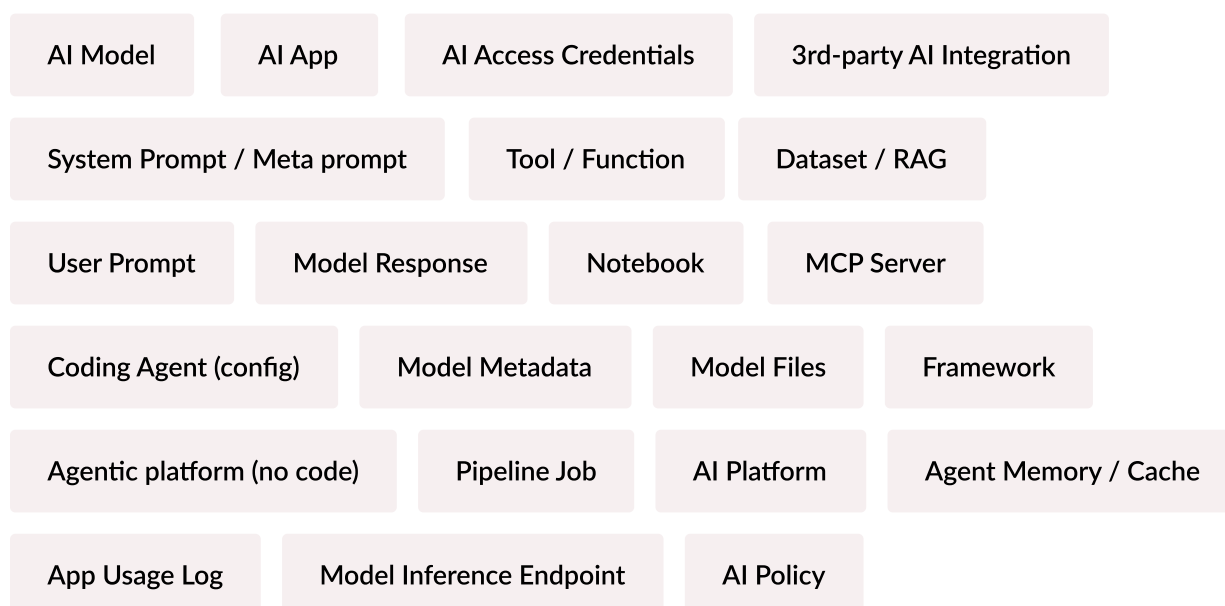 AI Model AI App AI Access Credentials 3rd-party AI Integration
System Prompt / Meta prompt Tool / Function Dataset / RAG
User Prompt Model Response Notebook MCP Server
Coding Agent (config) Model Metadata Model Files Framework
Agentic platform (no code) Pipeline Job AI Platform Agent Memory / Cache
App Usage Log Model Inference Endpoint AI Policy